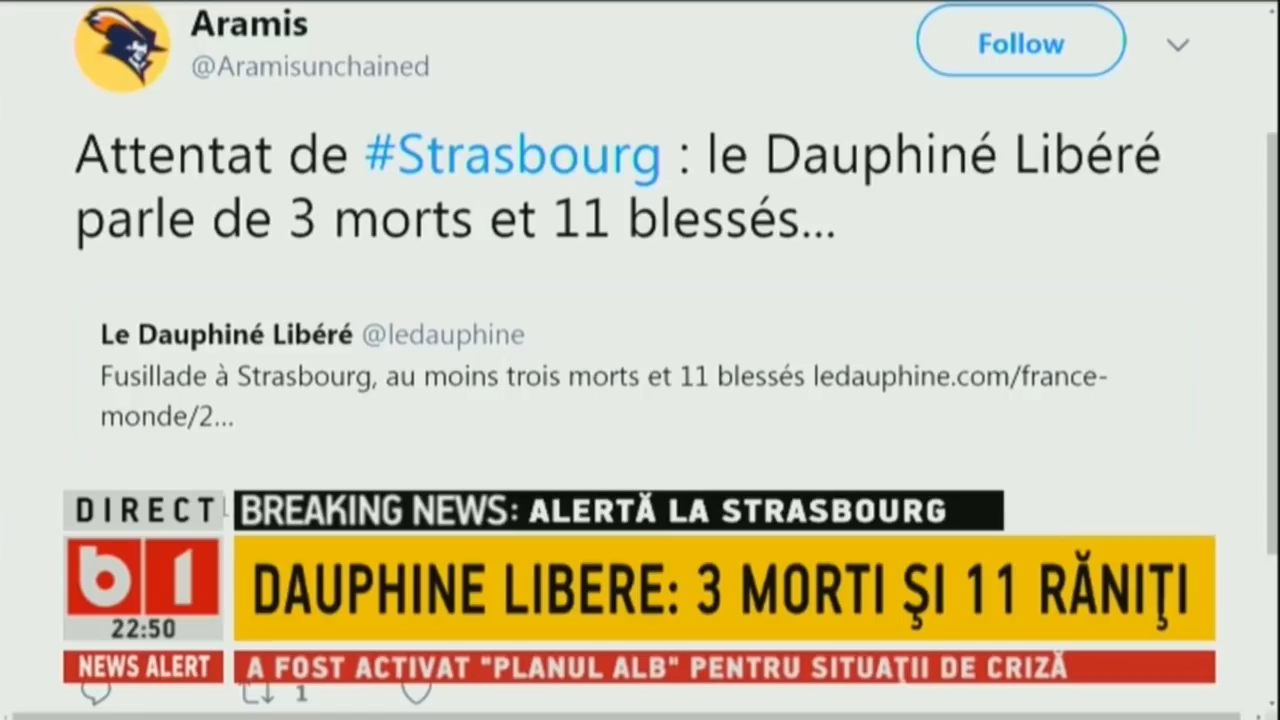 Aramis
@Aramisunchained
Follow
Attentat de #Strasbourg : le Dauphiné Libéré
parle de 3 morts et 11 blessés...
Le Dauphiné Libéré @ledauphine
Fusillade à Strasbourg, au moins trois morts et 11 blessés ledauphine.com/france-
monde/2...
DIRECT
BREAKING NEWS: ALERTĂ LA STRASBOURG
b1
DAUPHINE LIBERE: 3 MORTI ŞI 11 RĂNIŢI
22:50
NEWS ALERT
A FOST ACTIVAT "PLANUL ALB" PENTRU SITUAŢII DE CRIZĂ
1